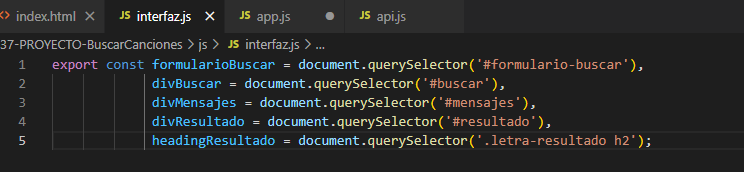 index.html JS interfaz.js × JS app.js ● JS api.js
37-PROYECTO-BuscarCanciones > js > JS interfaz.js > ...
1 export const formularioBuscar = document.querySelector('#formulario-buscar'),
2 divBuscar = document.querySelector('#buscar'),
3 divMensajes = document.querySelector('#mensajes'),
4 divResultado = document.querySelector('#resultado'),
5 headingResultado = document.querySelector('.letra-resultado h2');